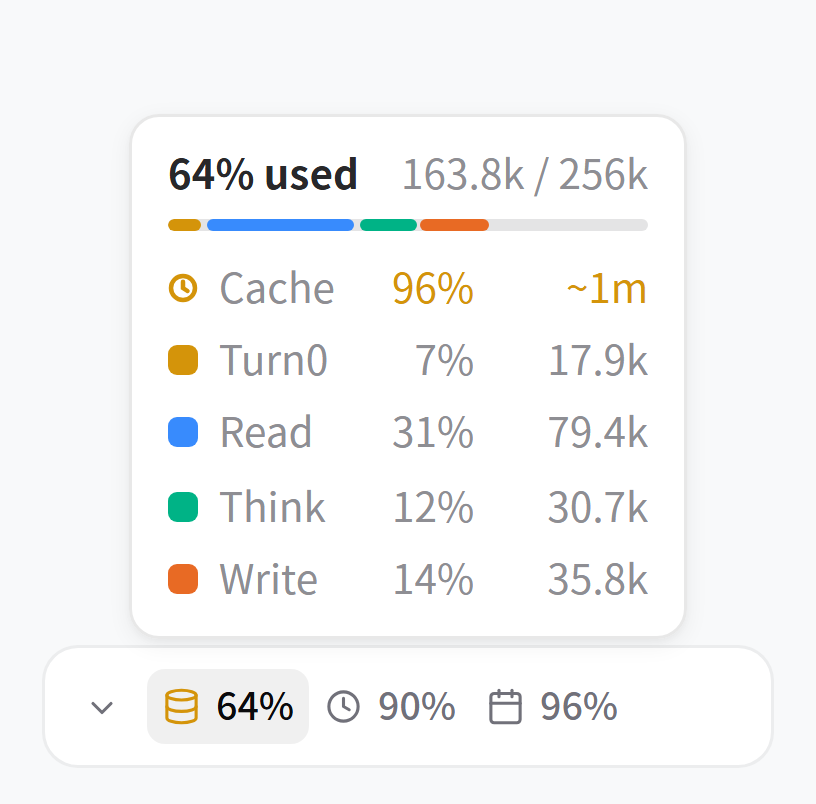 64% used 163.8k / 256k
Cache 96% ~1m
Turn0 7% 17.9k
Read 31% 79.4k
Think 12% 30.7k
Write 14% 35.8k
64% 90% 96%